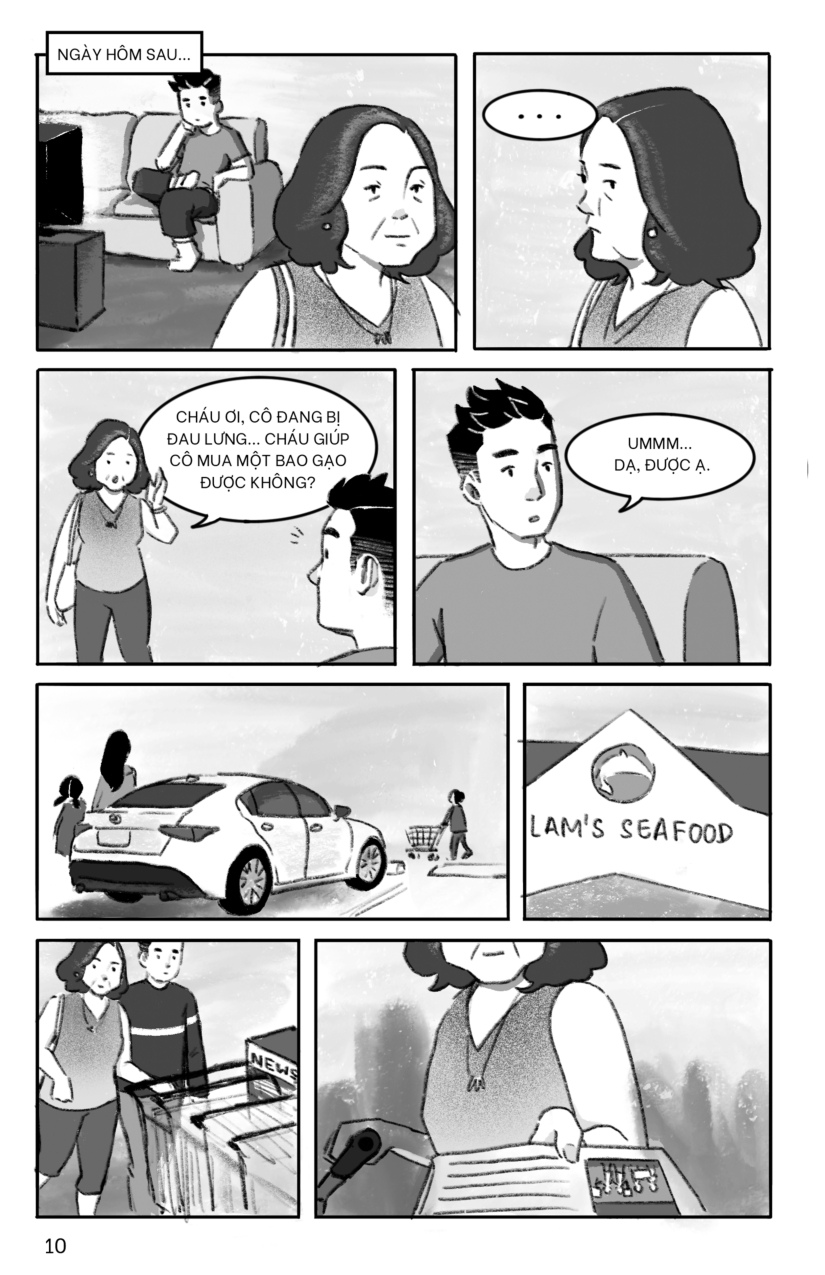 NGÀY HÔM SAU...
...
CHÁU ƠI, CÔ ĐANG BỊ
ĐAU LƯNG... CHÁU GIÚP
CÔ MUA MỘT BAO GẠO
ĐƯỢC KHÔNG?
UMMM...
DẠ, ĐƯỢC Ạ.
LAM'S SEAFOOD
NEWS
10